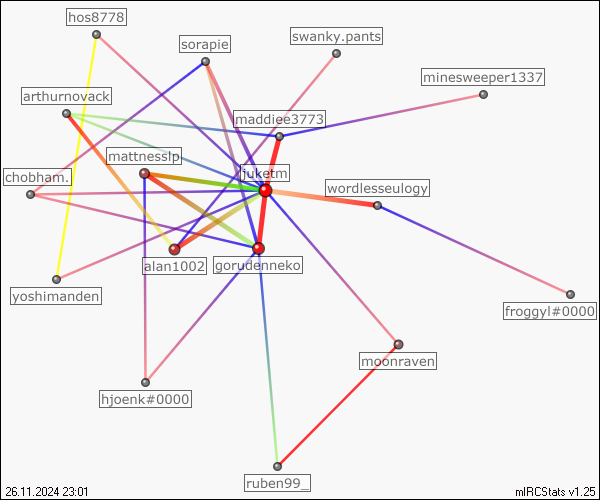 hos8778
swanky.pants
sorapie
minesweeper1337
arthurnovack
maddiee3773
mattnesslp
juketm
chobham.
wordlesseulogy
alan1002
gorudenneko
yoshimanden
froggyl#0000
moonraven
hjoenk#0000
ruben99_
26.11.2024 23:01
mIRCStats v1.25